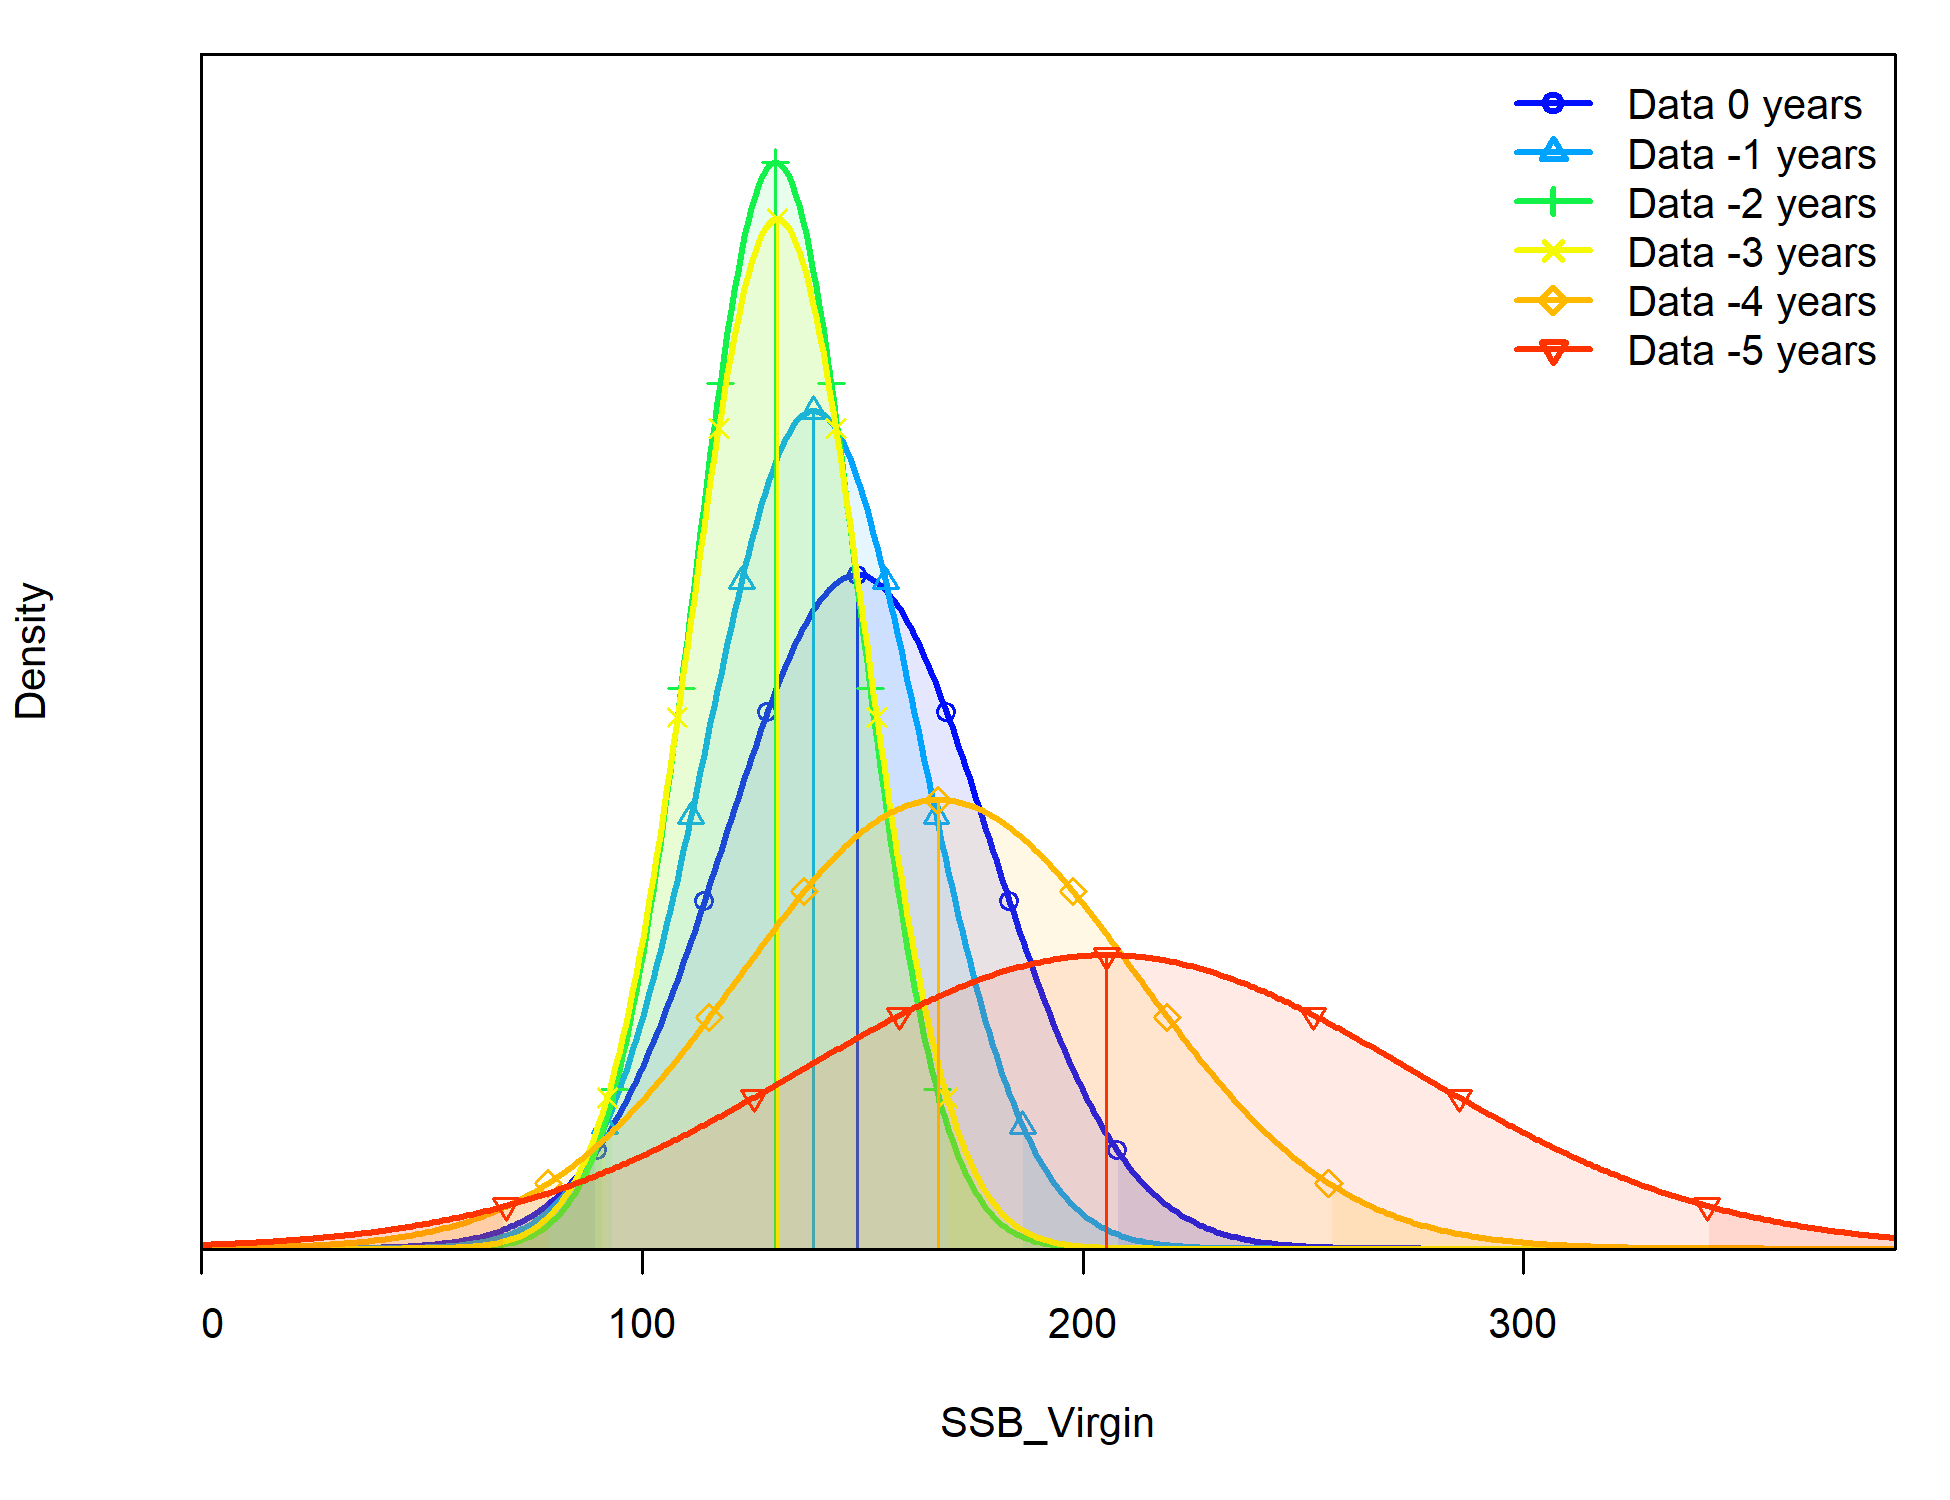 Data 0 years
Data -1 years
Data -2 years
Data -3 years
Data -4 years
Data -5 years
Density
0 100 200 300
SSB_Virgin